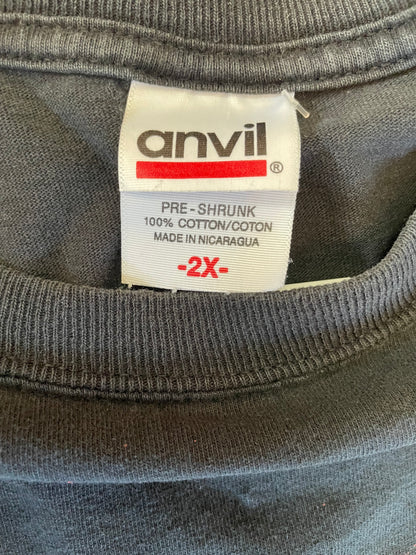 anvil
®
PRE-SHRUNK
100% COTTON/COTON
MADE IN NICARAGUA
-2X-